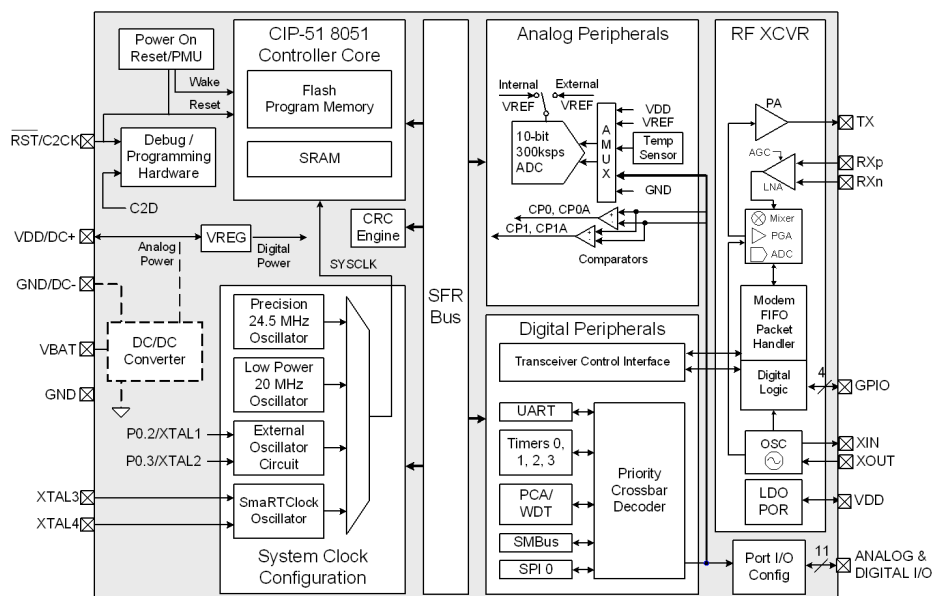 Power On
Reset/PMU
Wake
Reset
RST/C2CK
Debug /
Programming
Hardware
C2D
VDD/DC+
Analog
Power
VREG
Digital
Power
GND/DC-
DC/DC
Converter
VBAT
GND
P0.2/XTAL1
P0.3/XTAL2
XTAL3
XTAL4
CIP-51 8051
Controller Core
Flash
Program Memory
SRAM
CRC
Engine
SYSCLK
Precision
24.5 MHz
Oscillator
Low Power
20 MHz
Oscillator
External
Oscillator
Circuit
SmaRTClock
Oscillator
System Clock
Configuration
SFR
Bus
Analog Peripherals
Internal
VREF
External
VREF
10-bit
300ksps
ADC
A
M
U
X
VDD
VREF
Temp
Sensor
GND
CP0, CP0A
+
-
CP1, CP1A
+
-
Comparators
Digital Peripherals
Transceiver Control Interface
UART
Timers 0,
1, 2, 3
PCA/
WDT
SMBus
SPI 0
Priority
Crossbar
Decoder
RF XCVR
PA
AGC
LNA
Mixer
PGA
ADC
Modem
FIFO
Packet
Handler
Digital
Logic
OSC
LDO
POR
Port I/O
Config
TX
RXp
RXn
4
GPIO
XIN
XOUT
VDD
11
ANALOG &
DIGITAL I/O